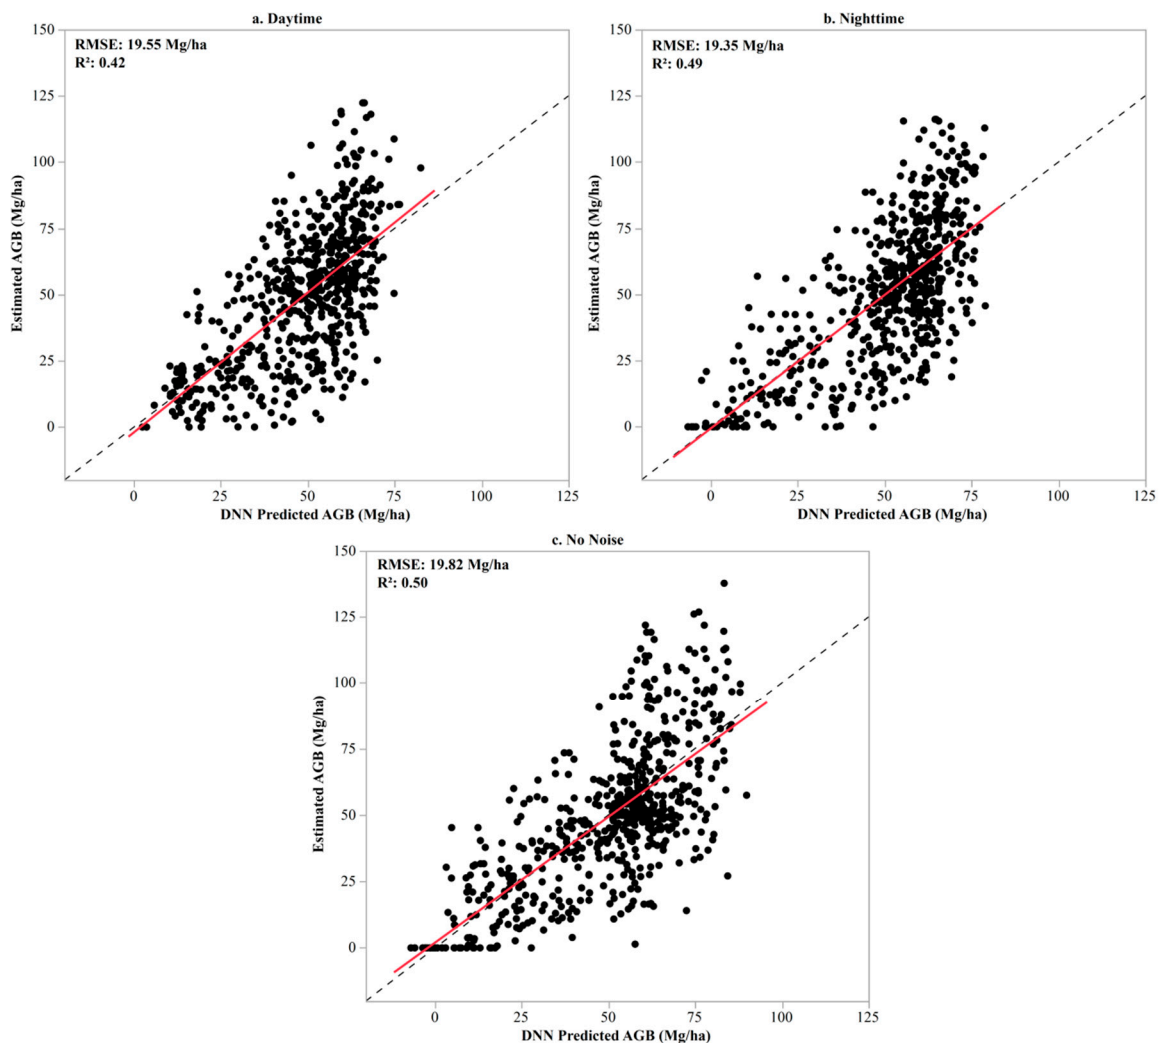 a. Daytime
RMSE: 19.55 Mg/ha
R²: 0.42
150
125
100
75
50
25
0
Estimated AGB (Mg/ha)
0 25 50 75 100 125
DNN Predicted AGB (Mg/ha)
b. Nighttime
RMSE: 19.35 Mg/ha
R²: 0.49
150
125
100
75
50
25
0
Estimated AGB (Mg/ha)
0 25 50 75 100 125
DNN Predicted AGB (Mg/ha)
c. No Noise
RMSE: 19.82 Mg/ha
R²: 0.50
150
125
100
75
50
25
0
Estimated AGB (Mg/ha)
0 25 50 75 100 125
DNN Predicted AGB (Mg/ha)